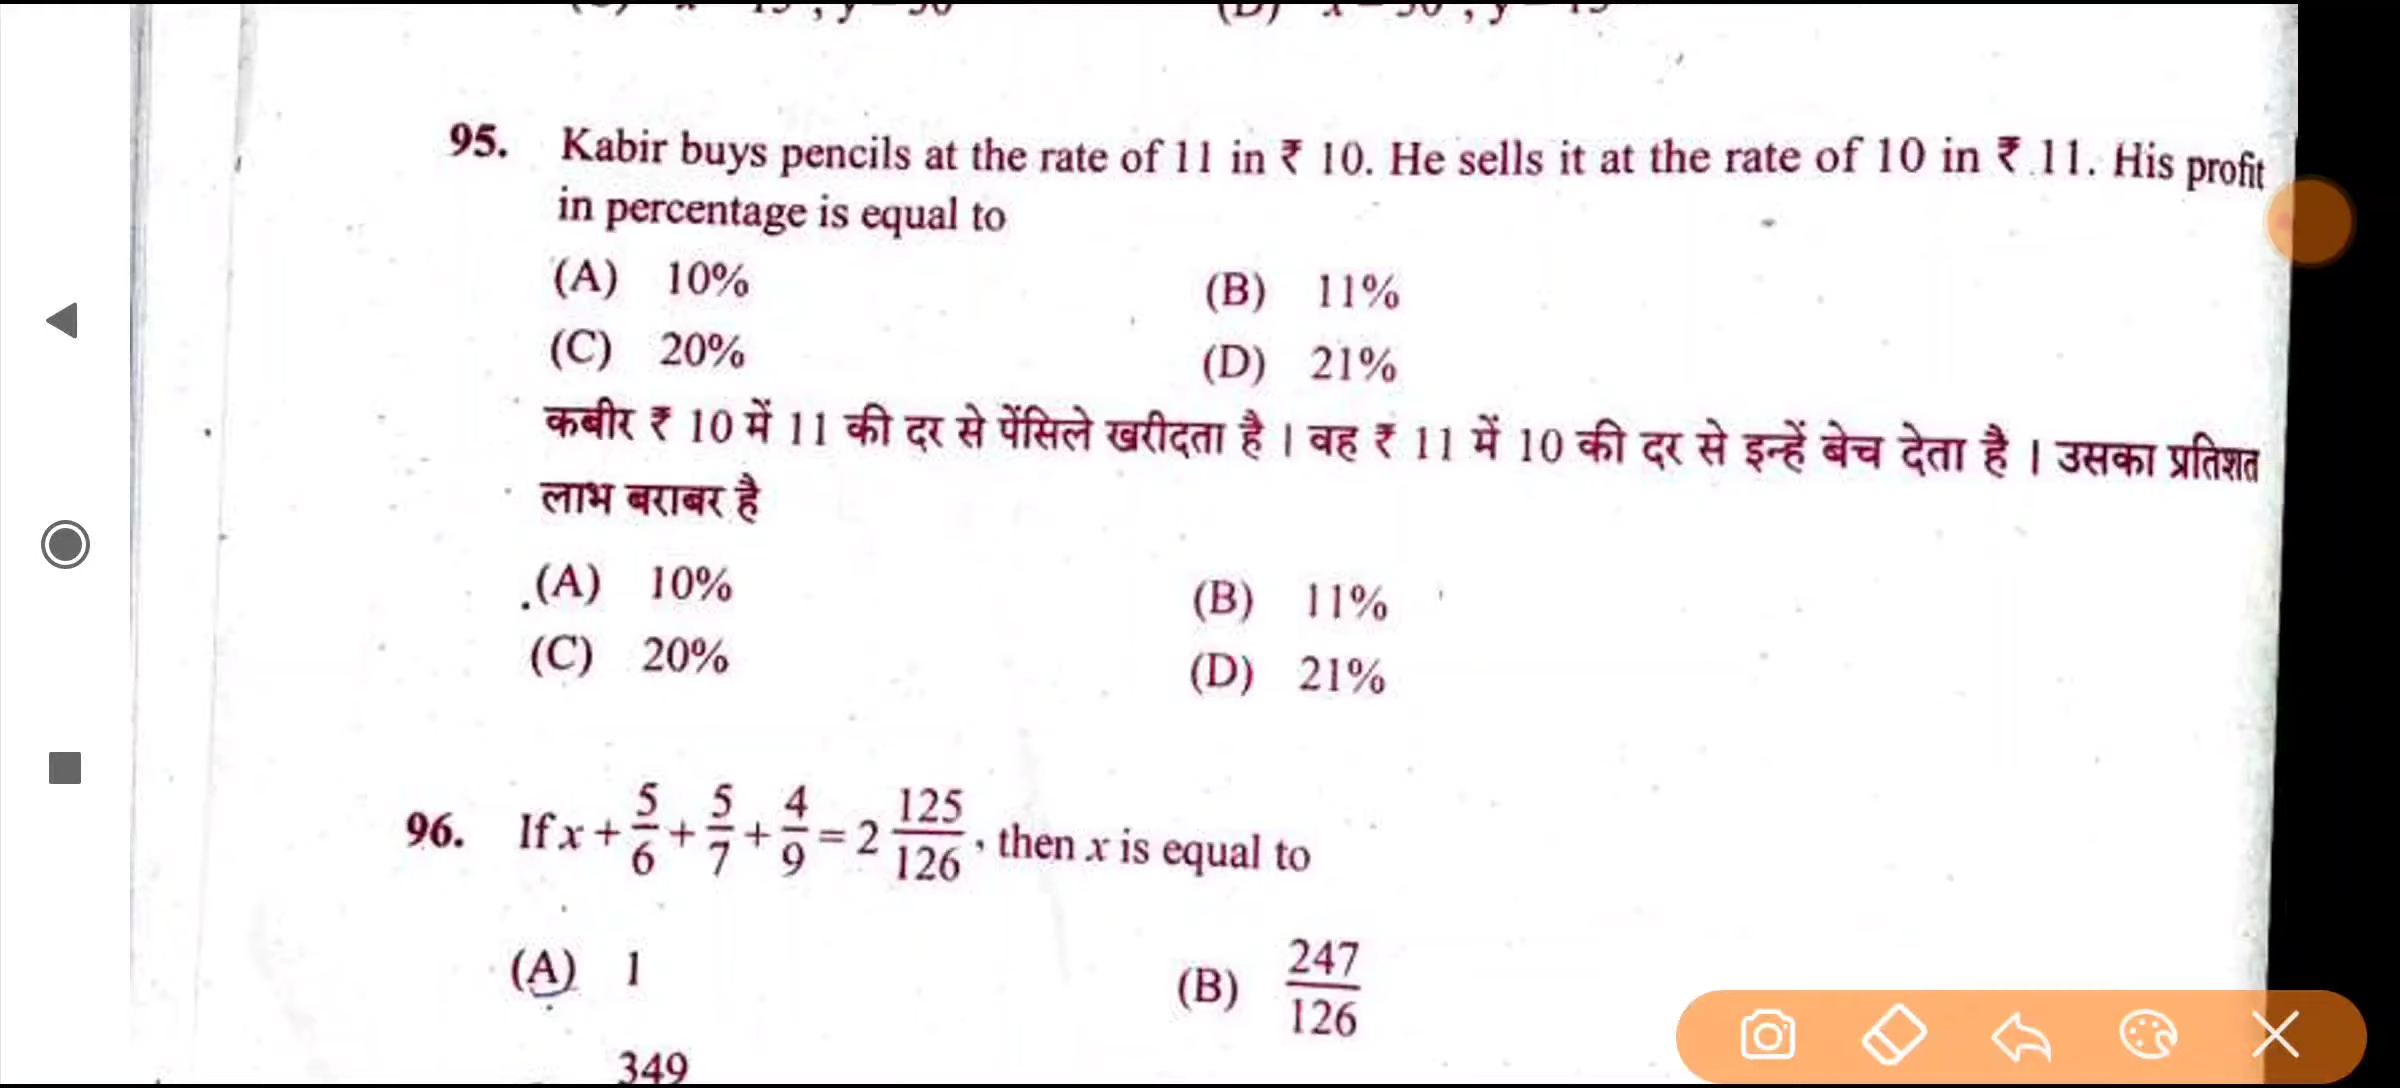 95. Kabir buys pencils at the rate of 11 in ₹ 10. He sells it at the rate of 10 in ₹ 11. His profit
in percentage is equal to
(A) 10% (B) 11%
(C) 20% (D) 21%
कबीर ₹ 10 में 11 की दर से पेंसिले खरीदता है । वह ₹ 11 में 10 की दर से इन्हें बेच देता है । उसका प्रतिशत
लाभ बराबर है
(A) 10% (B) 11%
(C) 20% (D) 21%
96. If x + 5/6 + 5/7 + 4/9 = 2 125/126, then x is equal to
(A) 1 (B) 247/126
349